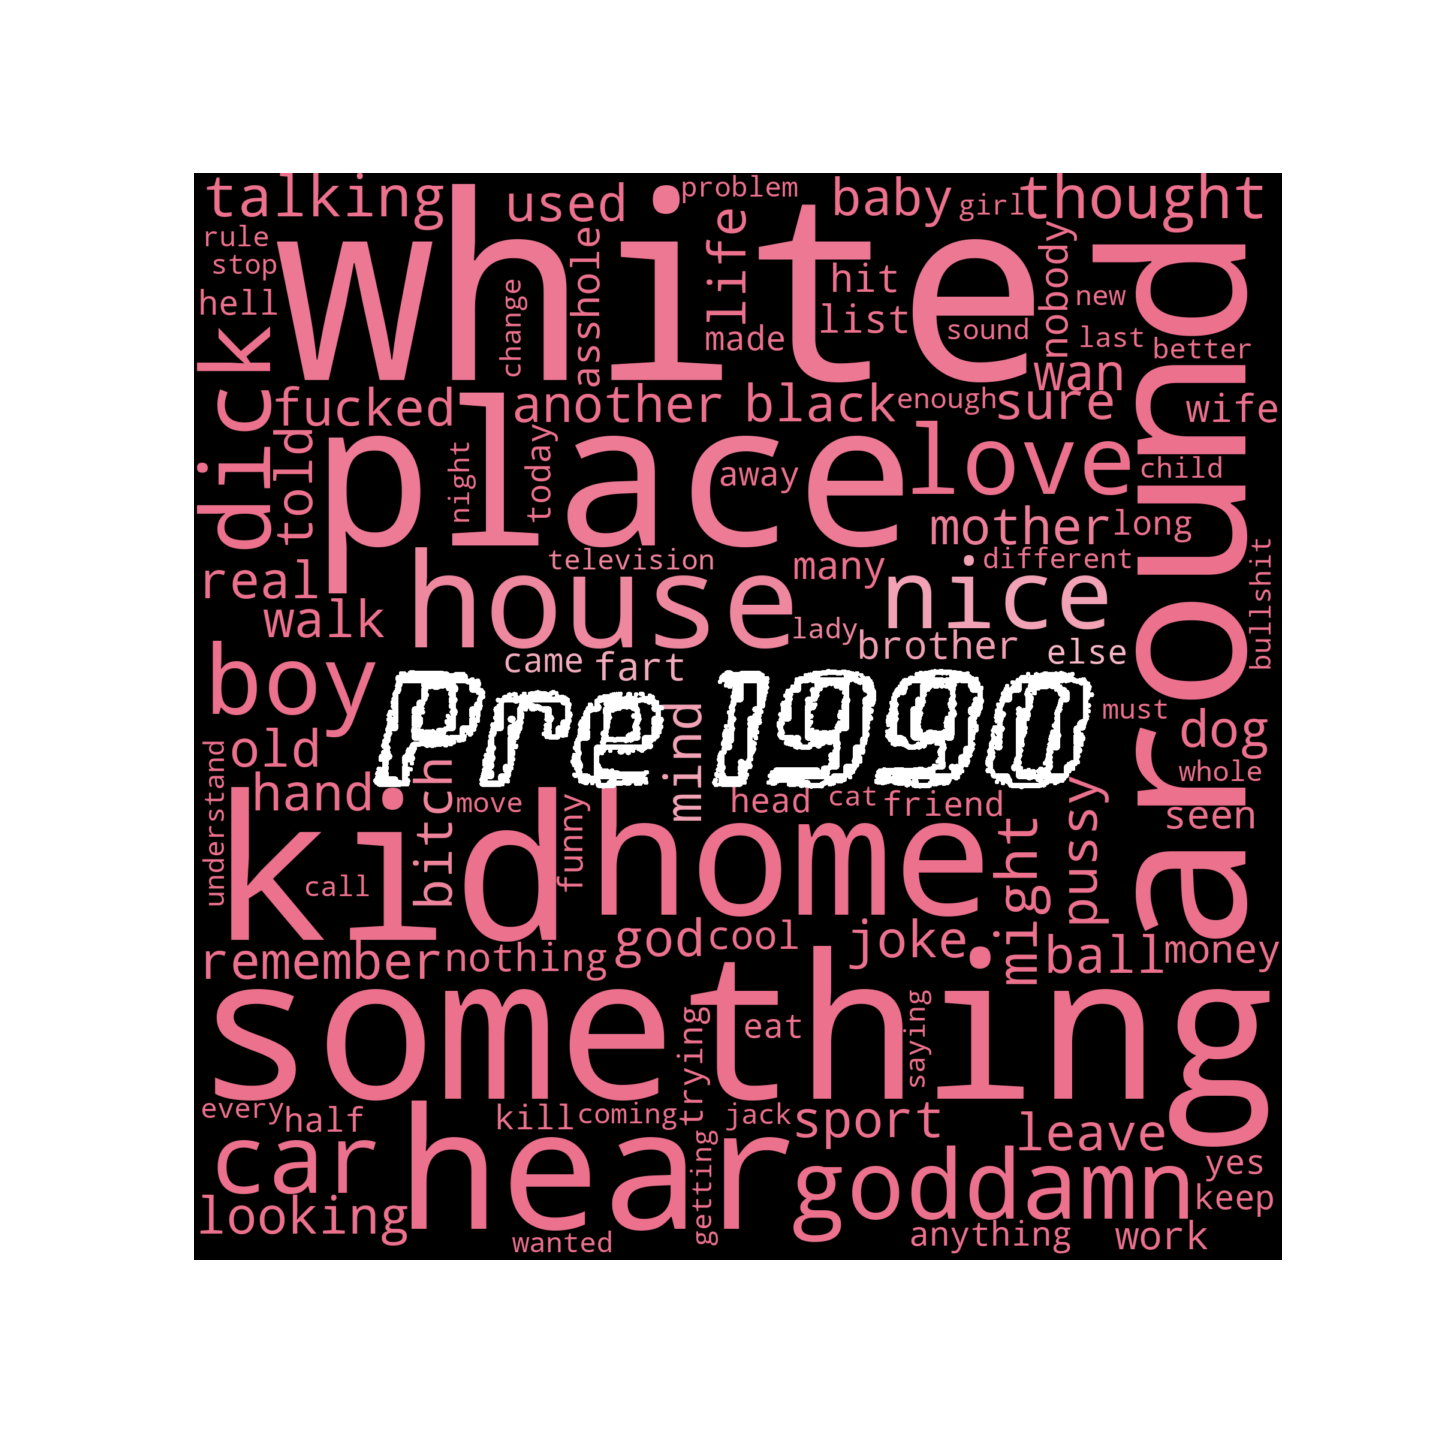 talking
used
problem
baby
girl
thought
rule
stop
hell
white
change
asshole
life
made
hit
list
sound
nobody
new
last
better
around
dick
fucked
another
black
enough
sure
wan
wife
told
place
night
today
away
love
child
mother
long
different
bullshit
real
walk
television
house
many
nice
lady
brother
else
boy
came
fart
Pre 1990
mind
must
dog
old
whole
understand
hand
bitch
move
funny
head
cat
friend
seen
kid
call
home
might
pussy
remember
nothing
god
cool
joke
ball
money
something
trying
eat
saying
every
half
kill
coming
jack
sport
leave
car
hear
getting
goddamn
yes
keep
looking
wanted
anything
work